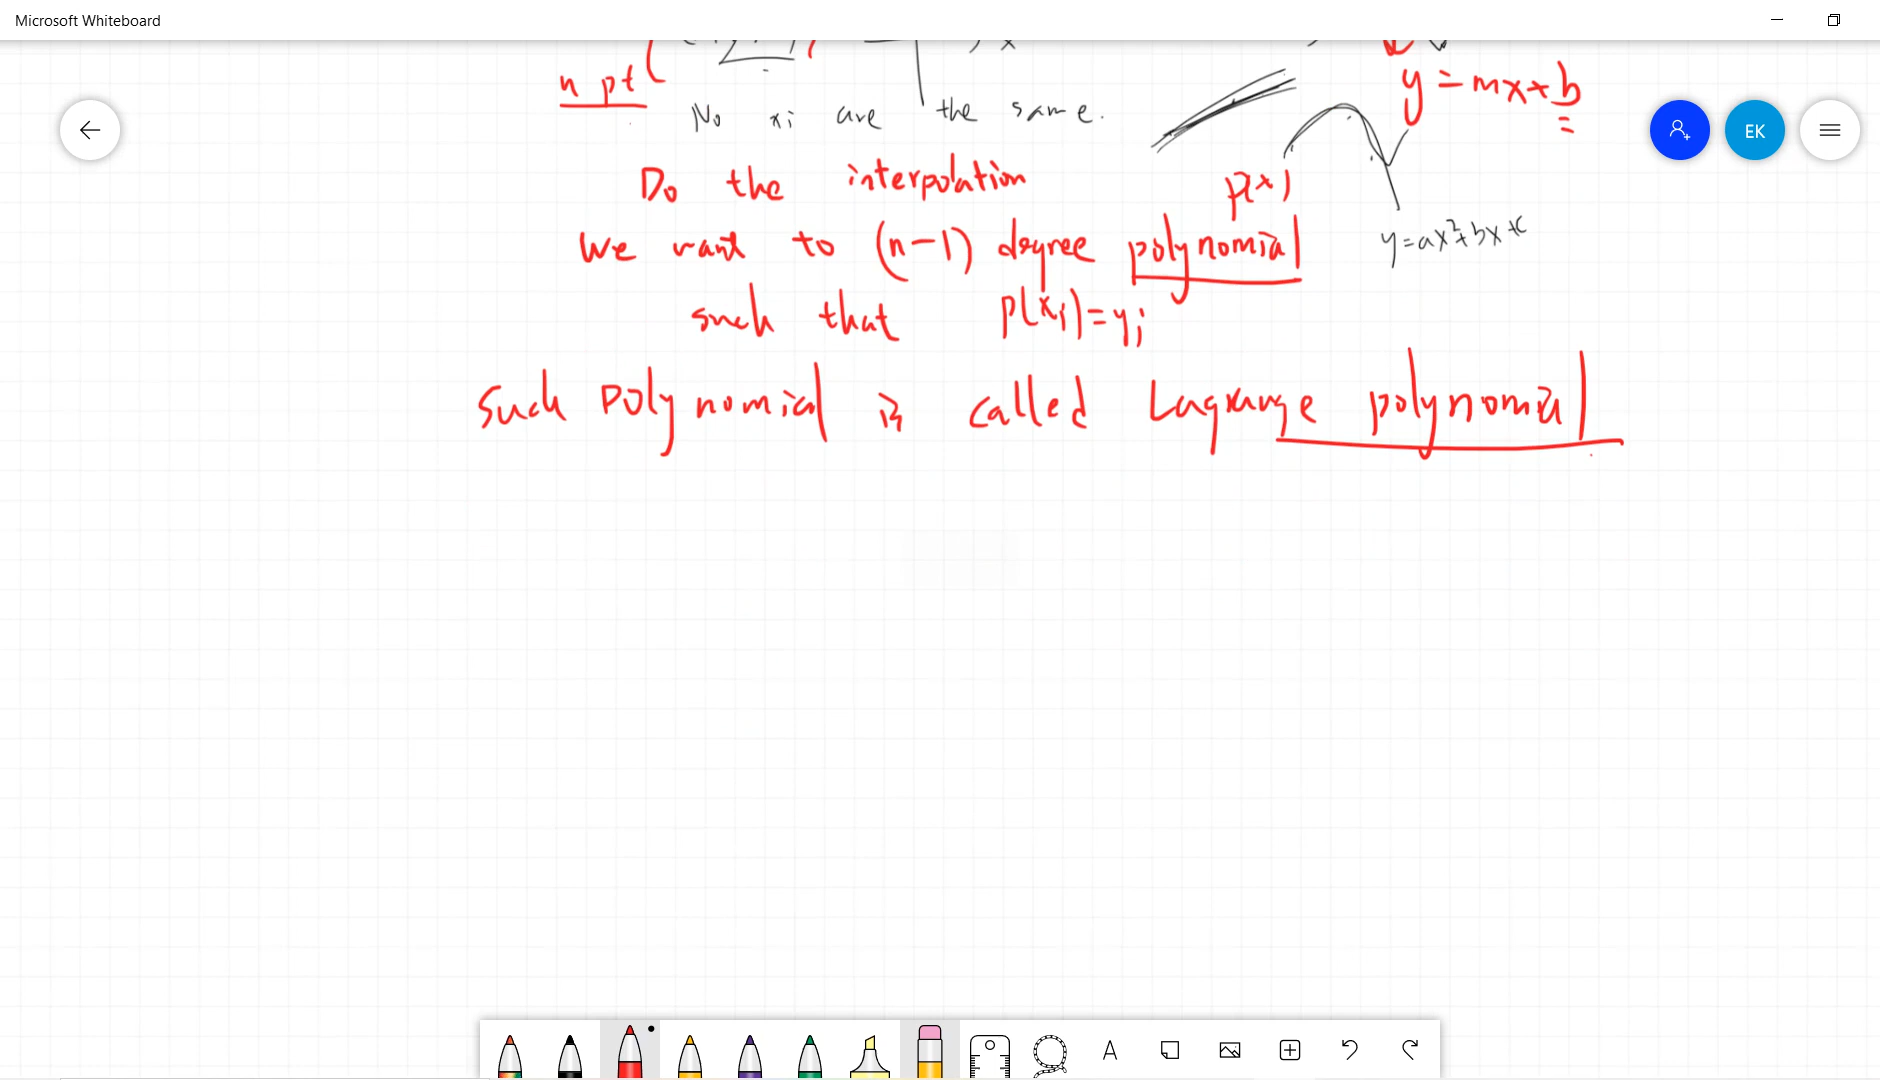 Microsoft Whiteboard
n pt
y = mx + b
No xi are the same.
EK
Do the interpolation
p(x)
We want to (n-1) degree polynomial
y = ax²+bx+c
such that p(xi)=yi
Such Polynomial is called Lagrange polynomial
A